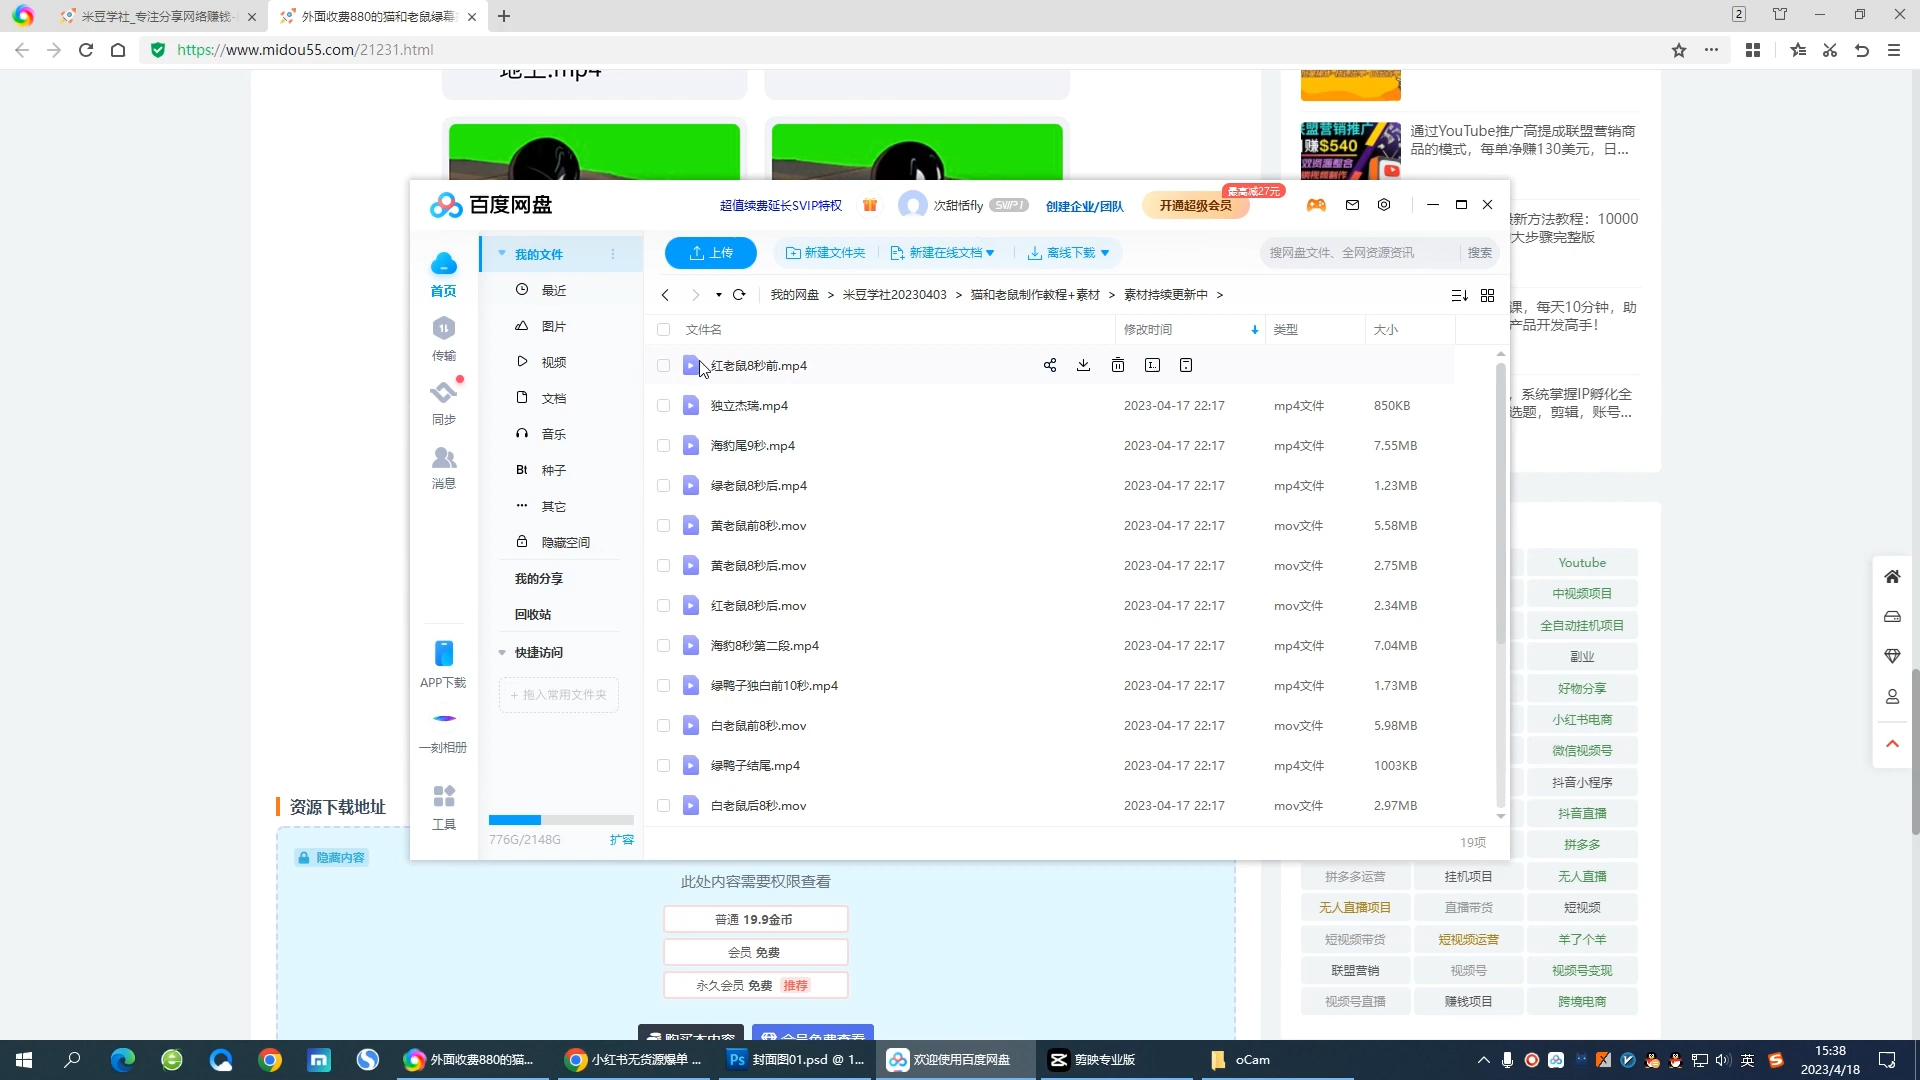 米豆学社_专注分享网络赚钱-
外面收费880的猫和老鼠绿幕
2
https://www.midou55.com/21231.html
地主.mp4
联盟营销推广
赚$540
通过YouTube推广高提成联盟营销商
品的模式，每单净赚130美元，日...
新方法教程：10000
大步骤完整版
课，每天10分钟，助
产品开发高手！
，系统掌握IP孵化全
选题，剪辑，账号...
百度网盘
超值续费延长SVIP特权
次甜恬fly
SVIP1
创建企业/团队
开通超级会员
最高减27元
首页
传输
同步
消息
APP下载
一刻相册
工具
我的文件
最近
图片
视频
文档
音乐
Bt 种子
其它
隐藏空间
我的分享
回收站
快捷访问
+ 拖入常用文件夹
776G/2148G
扩容
上传
新建文件夹
新建在线文档
离线下载
搜网盘文件、全网资源资讯
搜索
我的网盘 > 米豆学社20230403 > 猫和老鼠制作教程+素材 > 素材持续更新中 >
文件名 修改时间 类型 大小
红老鼠8秒前.mp4
独立杰瑞.mp4 2023-04-17 22:17 mp4文件 850KB
海豹尾9秒.mp4 2023-04-17 22:17 mp4文件 7.55MB
绿老鼠8秒后.mp4 2023-04-17 22:17 mp4文件 1.23MB
黄老鼠前8秒.mov 2023-04-17 22:17 mov文件 5.58MB
黄老鼠8秒后.mov 2023-04-17 22:17 mov文件 2.75MB
红老鼠8秒后.mov 2023-04-17 22:17 mov文件 2.34MB
海豹8秒第二段.mp4 2023-04-17 22:17 mp4文件 7.04MB
绿鸭子独白前10秒.mp4 2023-04-17 22:17 mp4文件 1.73MB
白老鼠前8秒.mov 2023-04-17 22:17 mov文件 5.98MB
绿鸭子结尾.mp4 2023-04-17 22:17 mp4文件 1003KB
白老鼠后8秒.mov 2023-04-17 22:17 mov文件 2.97MB
19项
Youtube
中视频项目
全自动挂机项目
副业
好物分享
小红书电商
微信视频号
抖音小程序
抖音直播
拼多多
拼多多运营 挂机项目 无人直播
无人直播项目 直播带货 短视频
短视频带货 短视频运营 羊了个羊
联盟营销 视频号 视频号变现
视频号直播 赚钱项目 跨境电商
资源下载地址
隐藏内容
此处内容需要权限查看
普通 19.9金币
会员 免费
永久会员 免费 推荐
购买本内容
会员免费查看
外面收费880的猫...
小红书无货源爆单 ...
封面图01.psd @ 1...
欢迎使用百度网盘
剪映专业版
oCam
英
15:38
2023/4/18